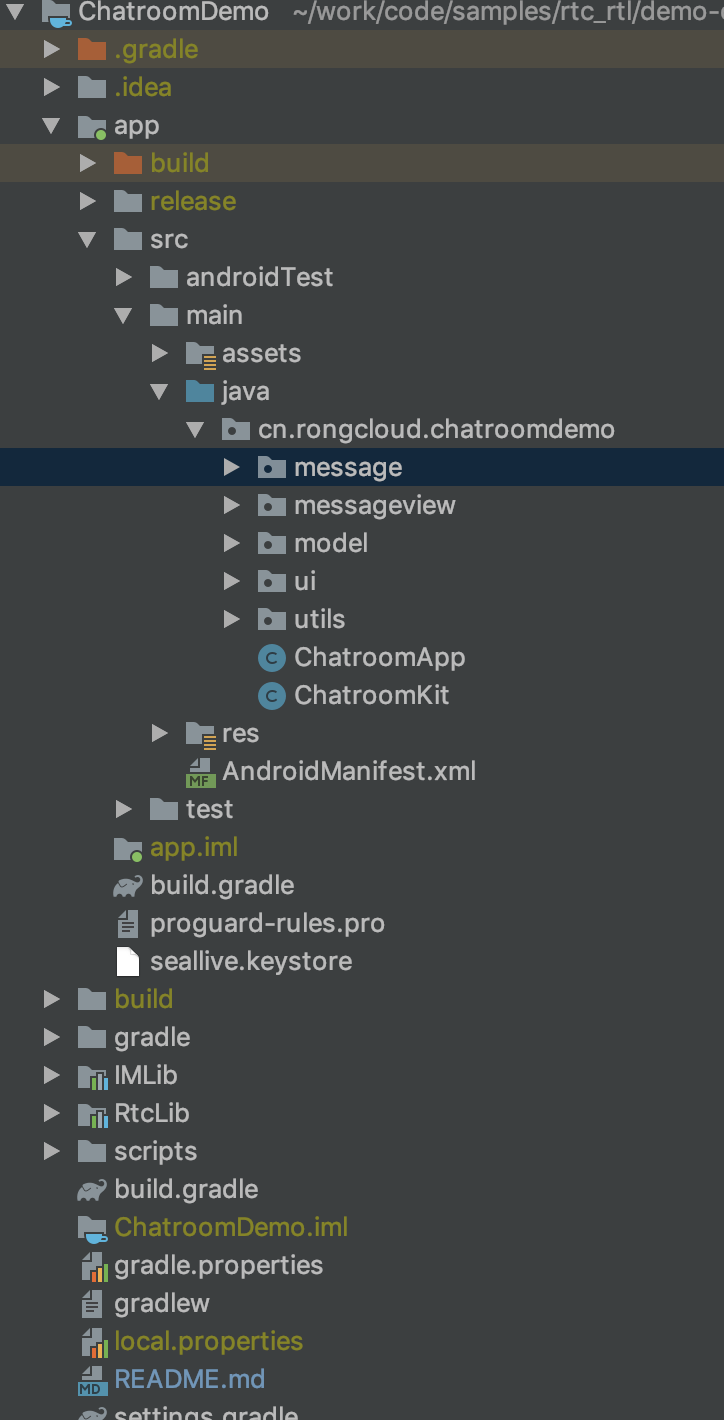 ChatroomDemo ~/work/code/samples/rtc_rtl/demo-
.gradle
.idea
app
build
release
src
androidTest
main
assets
java
cn.rongcloud.chatroomdemo
message
messageview
model
ui
utils
C ChatroomApp
C ChatroomKit
res
MF AndroidManifest.xml
test
app.iml
build.gradle
proguard-rules.pro
seallive.keystore
build
gradle
IMLib
RtcLib
scripts
build.gradle
ChatroomDemo.iml
gradle.properties
gradlew
local.properties
MD README.md
settings.gradle